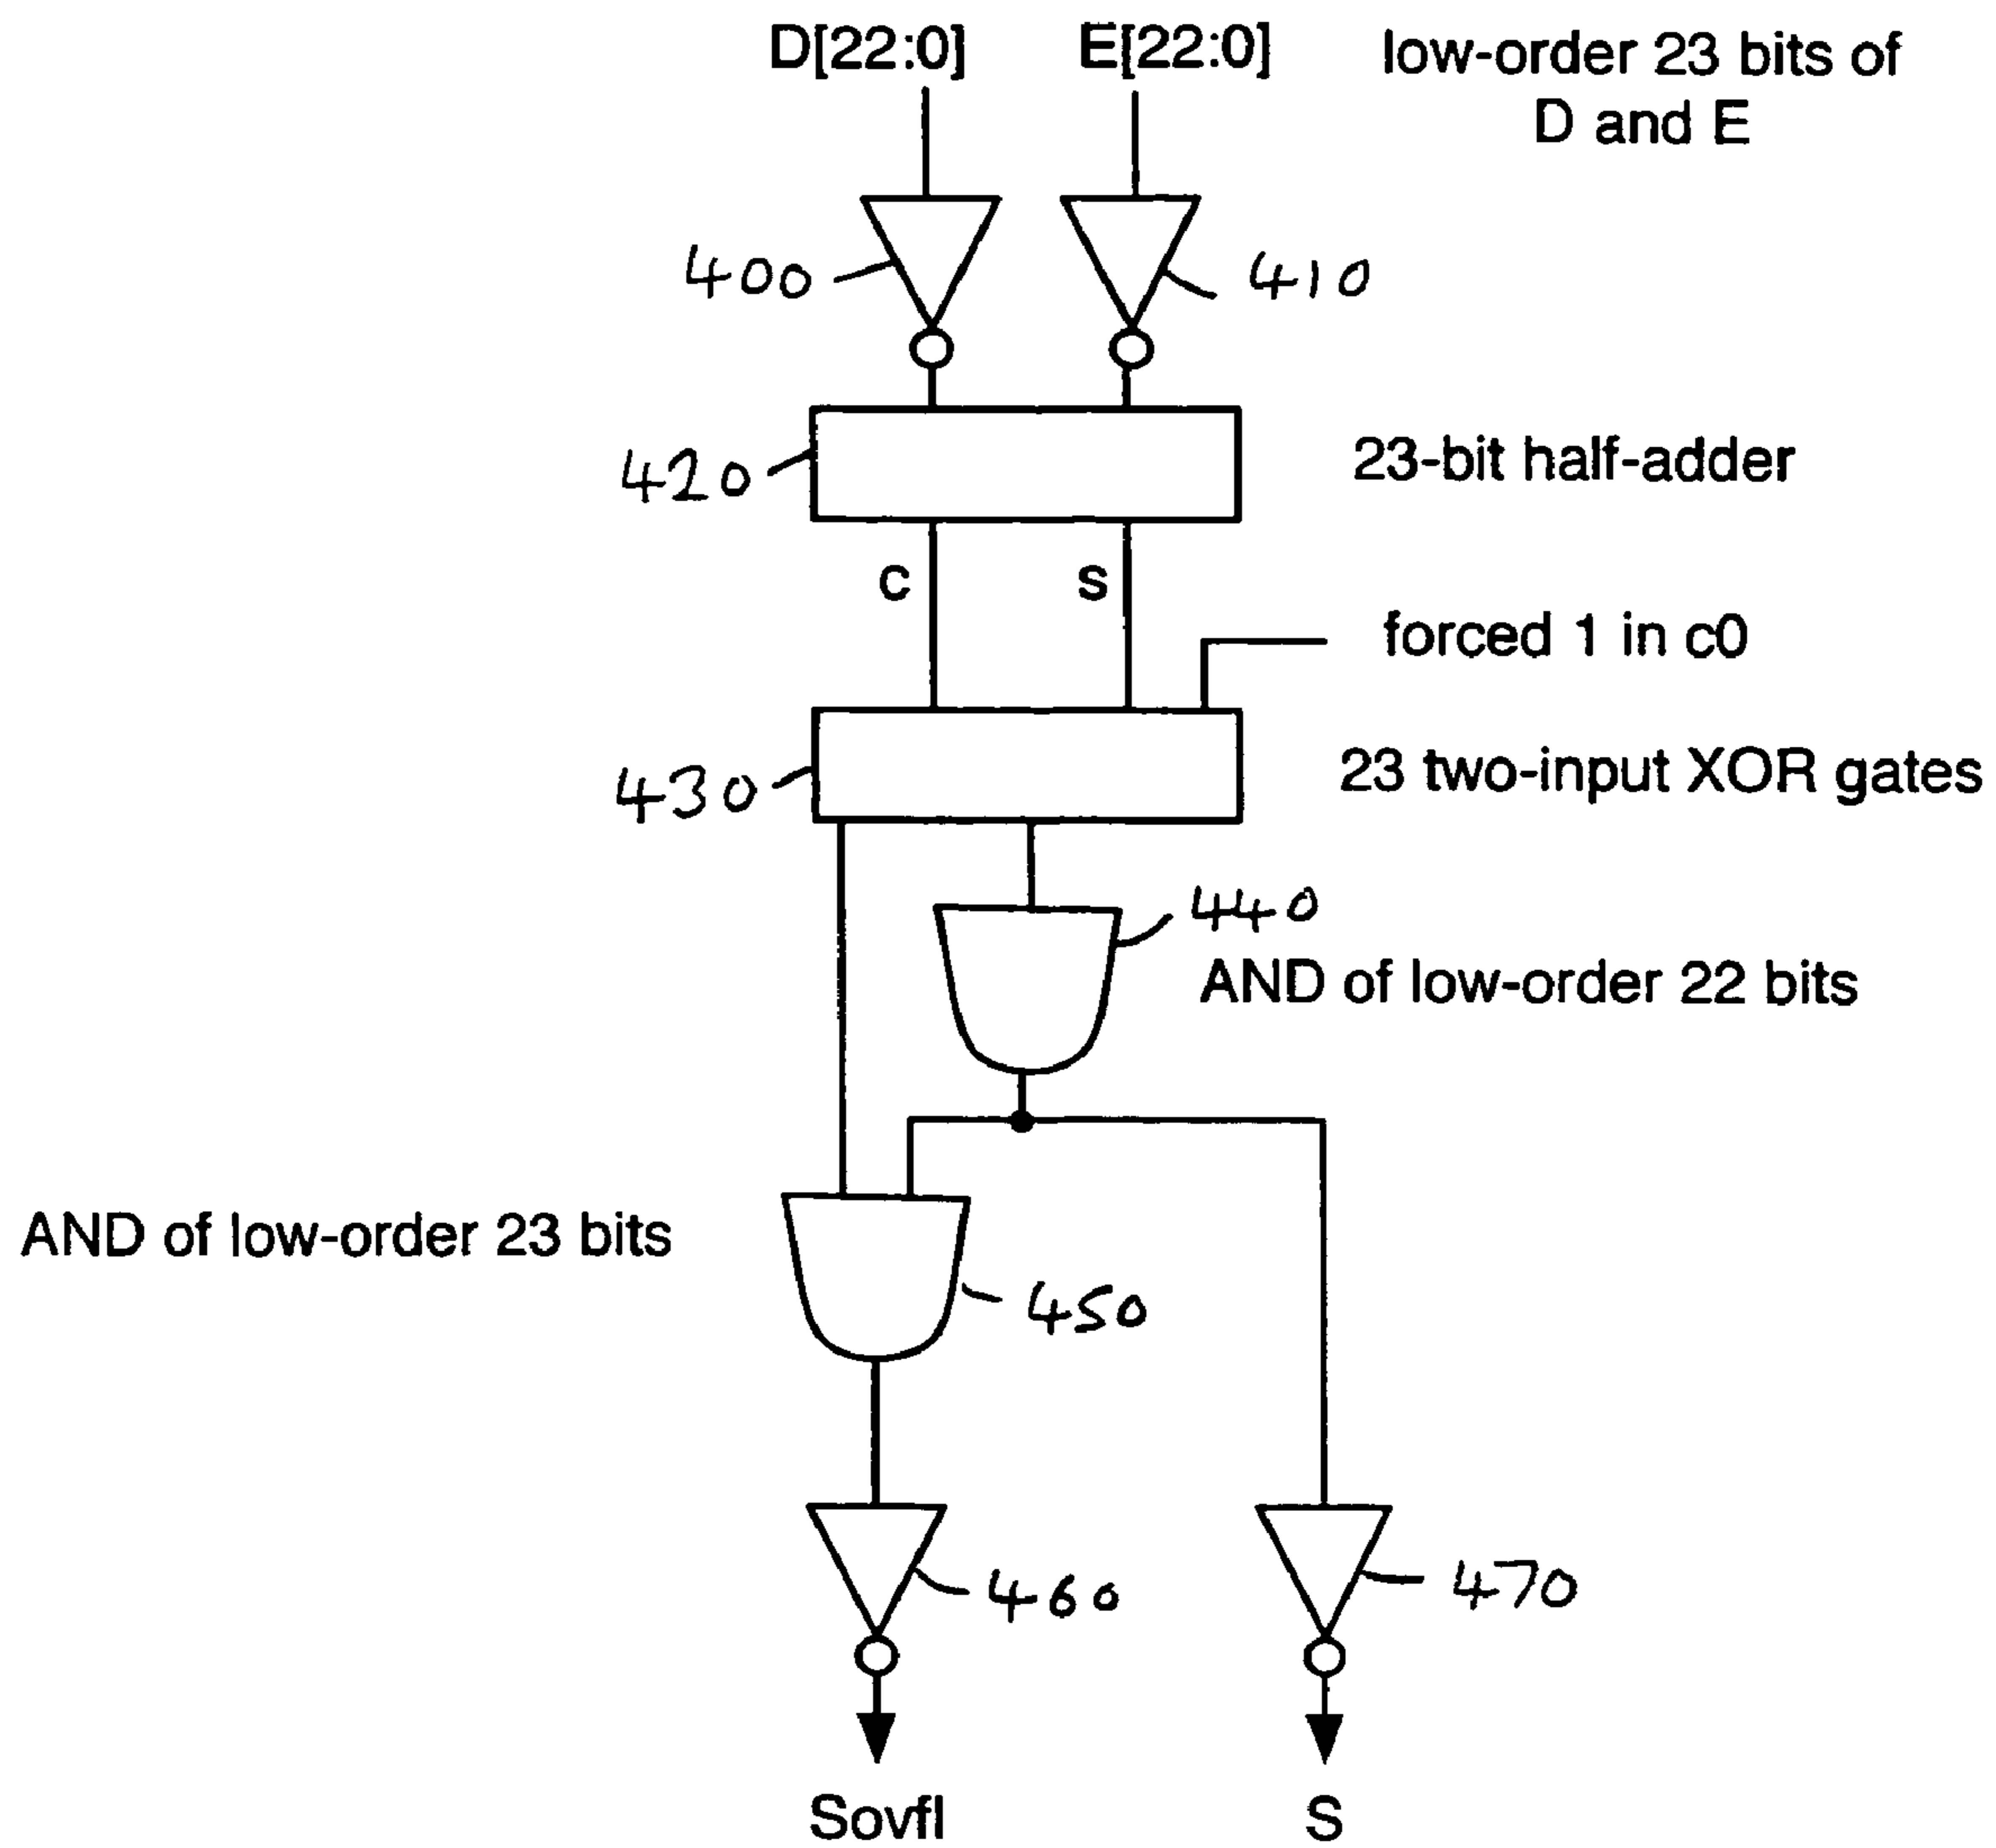 D[22:0] E[22:0] low-order 23 bits of
D and E
400 410
420 23-bit half-adder
c s
forced 1 in c0
430 23 two-input XOR gates
440
AND of low-order 22 bits
AND of low-order 23 bits
450
460 470
Sovfl S